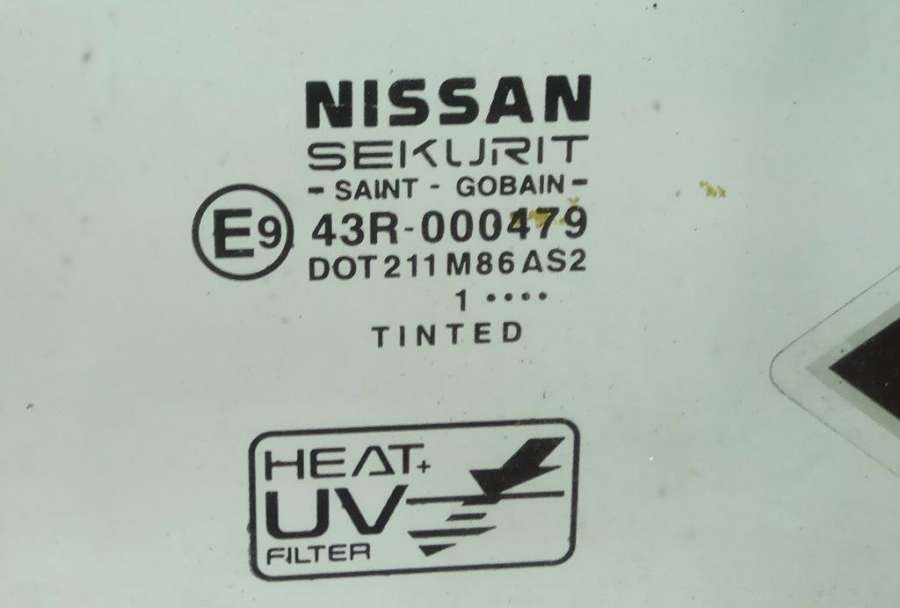 NISSAN
SEKURIT
- SAINT - GOBAIN -
E9
43R-000479
DOT 211 M86 AS2
1 ••••
TINTED
HEAT+
UV
FILTER